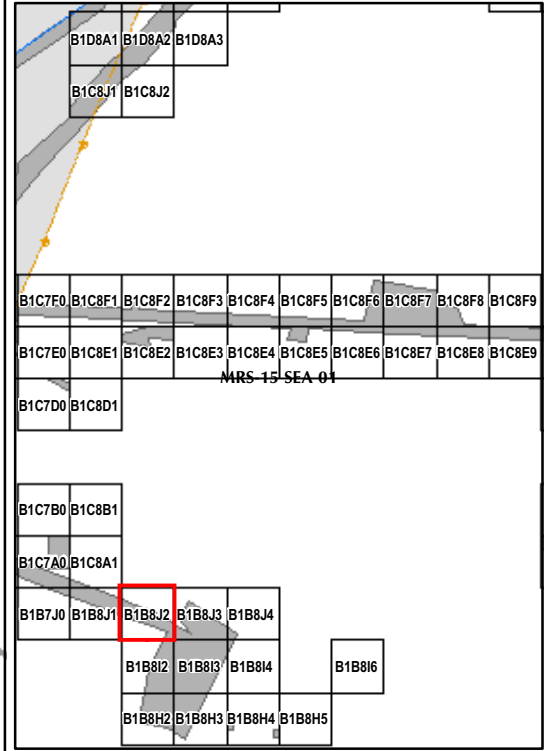 B1D8A1 B1D8A2 B1D8A3
B1C8J1 B1C8J2
B1C7F0 B1C8F1 B1C8F2 B1C8F3 B1C8F4 B1C8F5 B1C8F6 B1C8F7 B1C8F8 B1C8F9
B1C7E0 B1C8E1 B1C8E2 B1C8E3 B1C8E4 B1C8E5 B1C8E6 B1C8E7 B1C8E8 B1C8E9
MRS-15 SEA 01
B1C7D0 B1C8D1
B1C7B0 B1C8B1
B1C7A0 B1C8A1
B1B7J0 B1B8J1 B1B8J2 B1B8J3 B1B8J4
B1B8I2 B1B8I3 B1B8I4 B1B8I6
B1B8H2 B1B8H3 B1B8H4 B1B8H5